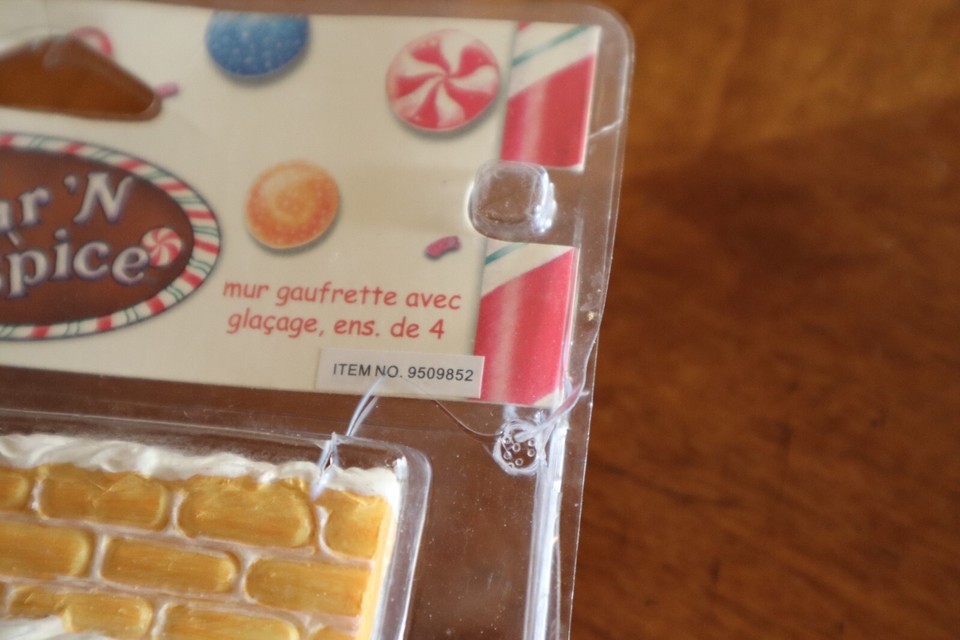 'N
mur gaufrette avec
glaçage, ens. de 4
ITEM NO. 9509852